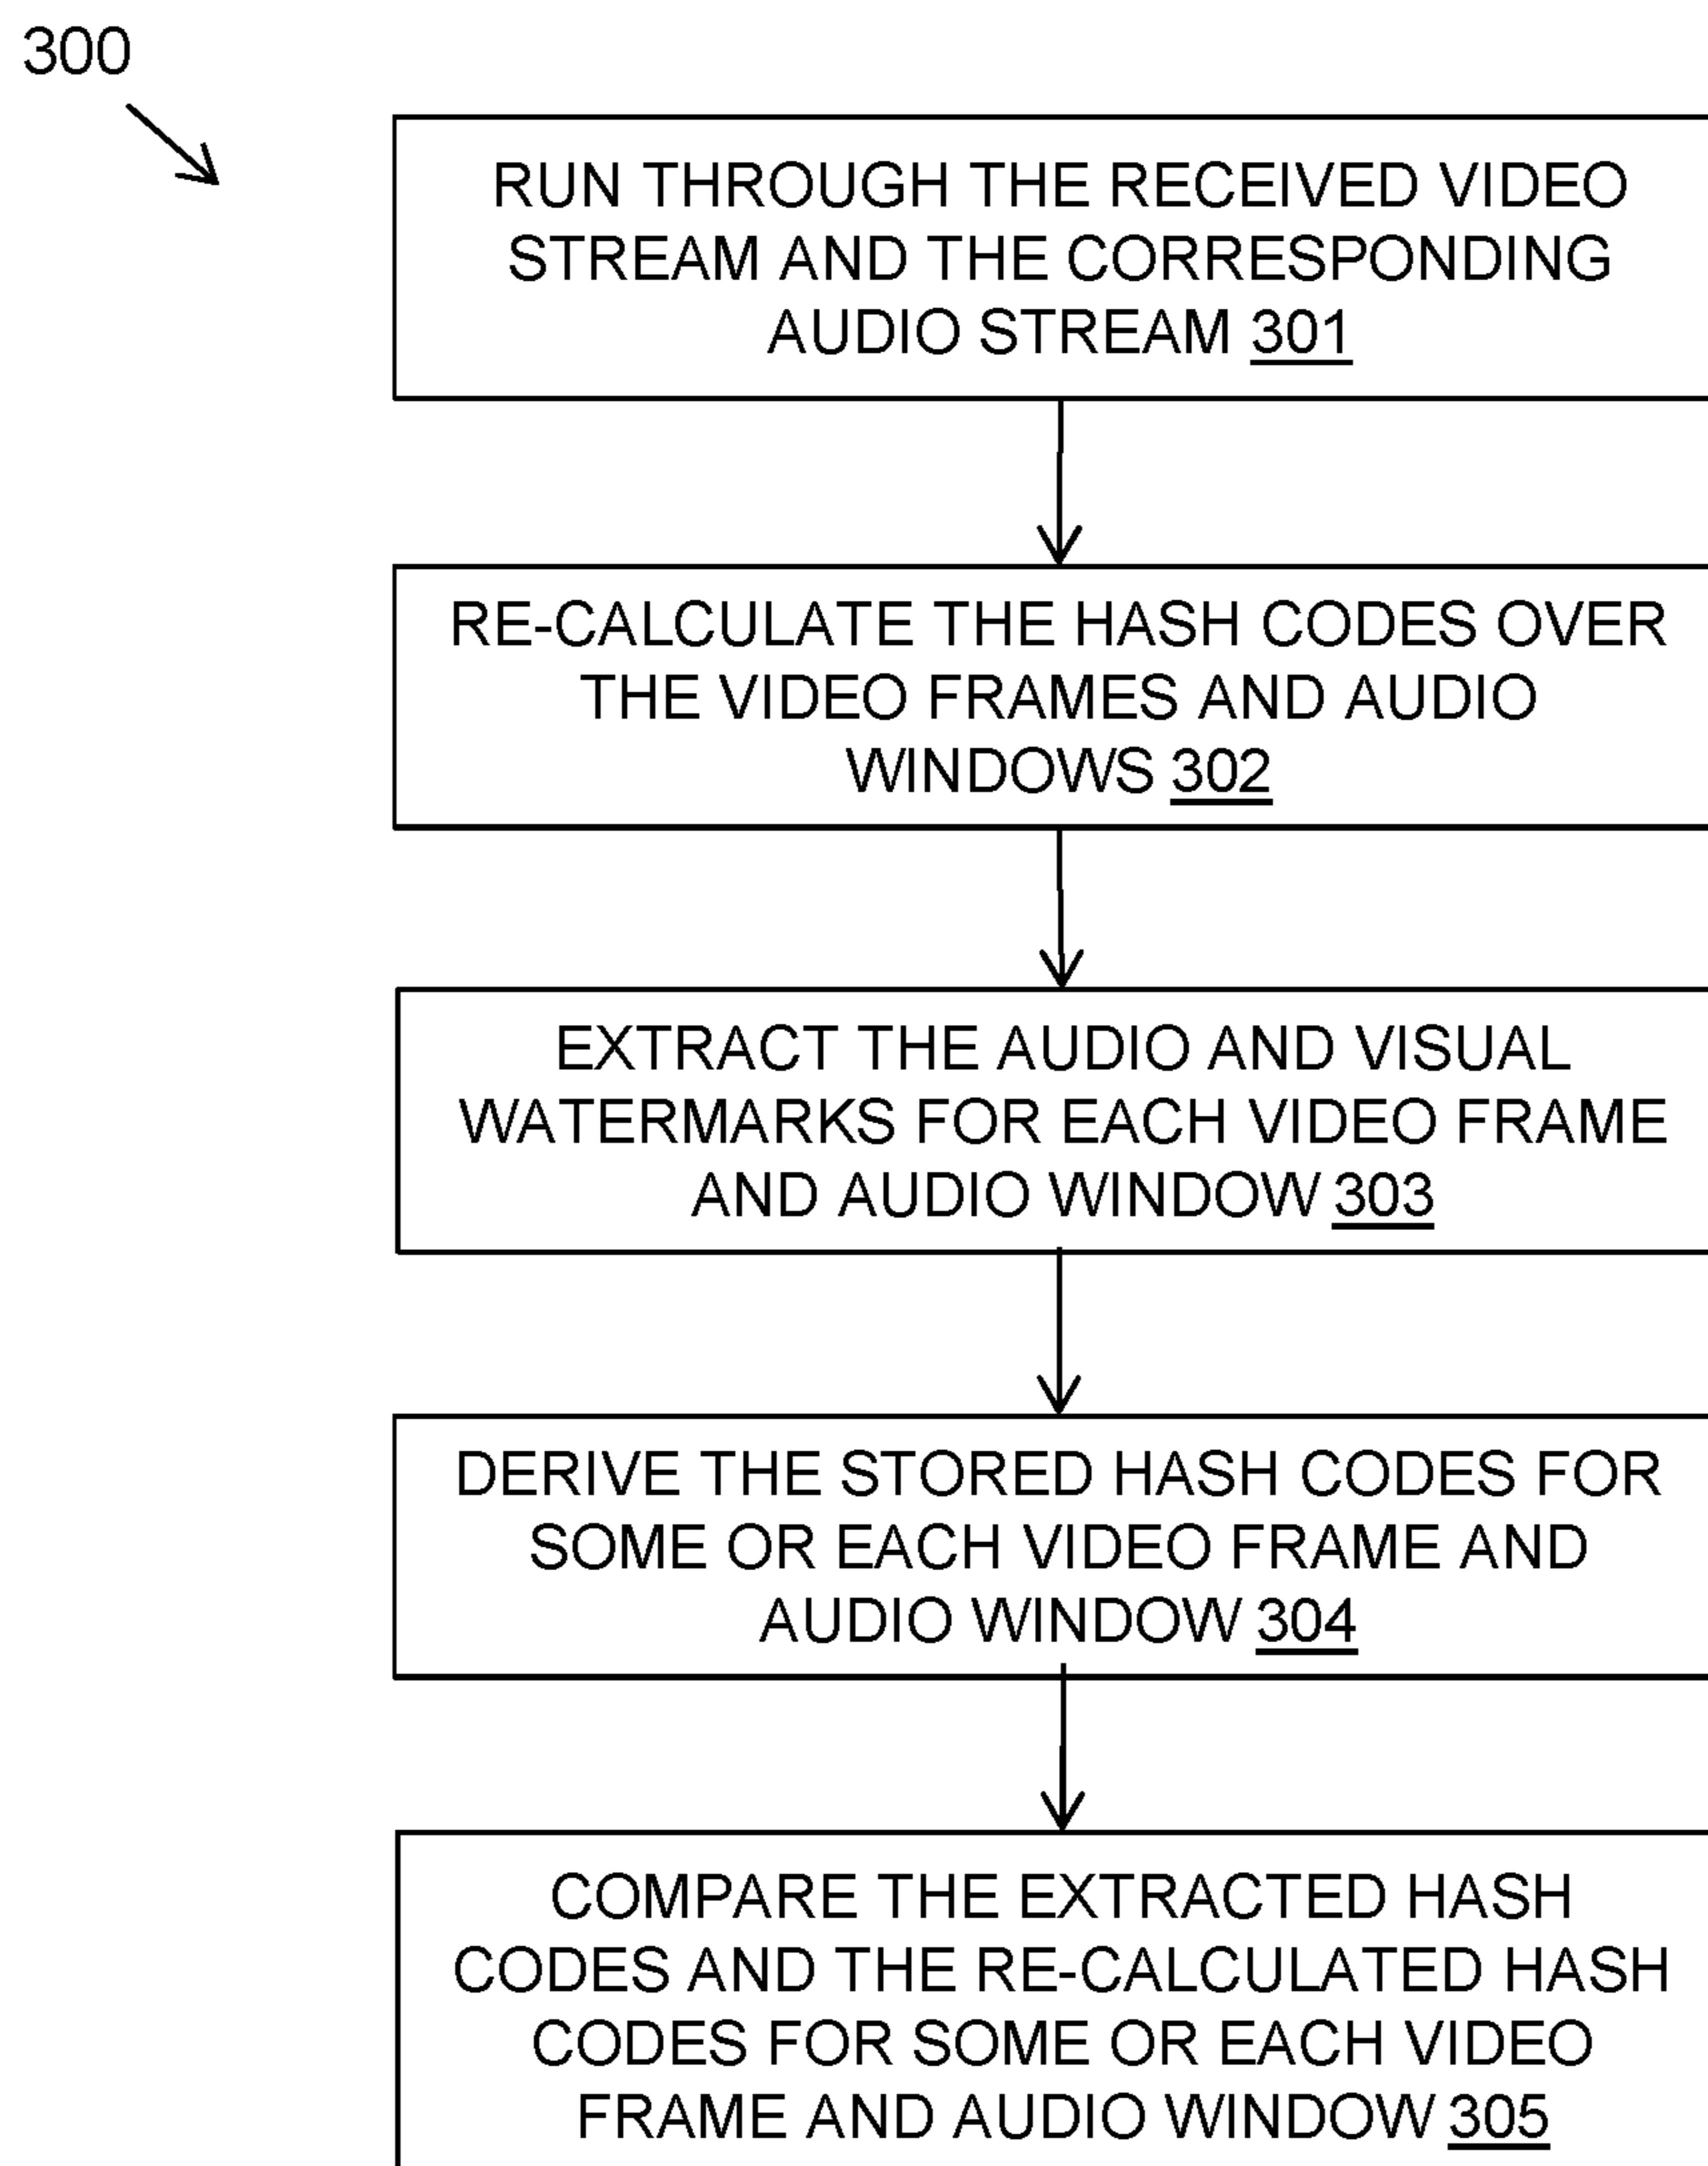 300
RUN THROUGH THE RECEIVED VIDEO
STREAM AND THE CORRESPONDING
AUDIO STREAM 301
RE-CALCULATE THE HASH CODES OVER
THE VIDEO FRAMES AND AUDIO
WINDOWS 302
EXTRACT THE AUDIO AND VISUAL
WATERMARKS FOR EACH VIDEO FRAME
AND AUDIO WINDOW 303
DERIVE THE STORED HASH CODES FOR
SOME OR EACH VIDEO FRAME AND
AUDIO WINDOW 304
COMPARE THE EXTRACTED HASH
CODES AND THE RE-CALCULATED HASH
CODES FOR SOME OR EACH VIDEO
FRAME AND AUDIO WINDOW 305